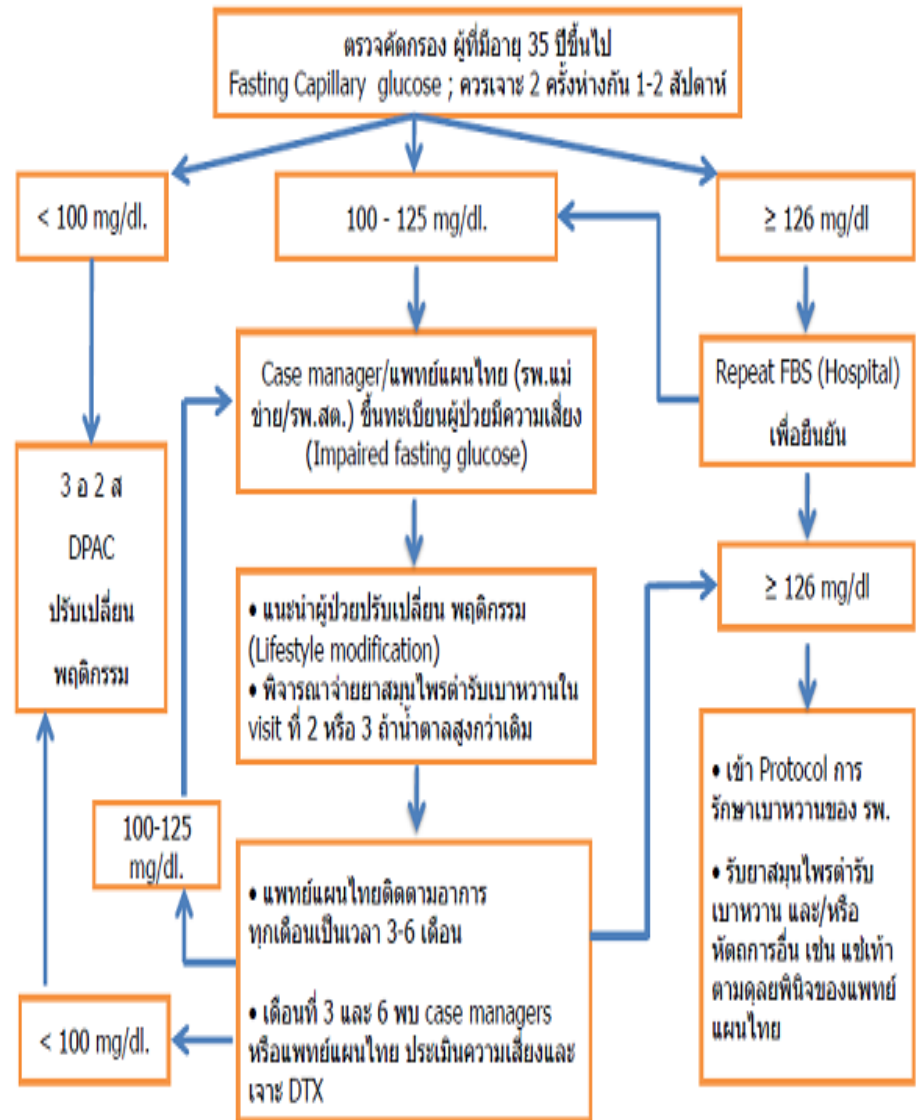 ตรวจคัดกรอง ผู้ที่มีอายุ 35 ปีขึ้นไป
Fasting Capillary glucose ; ควรเจาะ 2 ครั้งห่างกัน 1-2 สัปดาห์
< 100 mg/dl.
100 - 125 mg/dl.
≥ 126 mg/dl
Case manager/แพทย์แผนไทย (รพ.แม่
ข่าย/รพ.สต.) ขึ้นทะเบียนผู้ป่วยมีความเสี่ยง
(Impaired fasting glucose)
Repeat FBS (Hospital)
เพื่อยืนยัน
3 อ 2 ส
DPAC
ปรับเปลี่ยน
พฤติกรรม
• แนะนำผู้ป่วยปรับเปลี่ยน พฤติกรรม
(Lifestyle modification)
• พิจารณาจ่ายยาสมุนไพรตำรับเบาหวานใน
visit ที่ 2 หรือ 3 ถ้าน้ำตาลสูงกว่าเดิม
≥ 126 mg/dl
100-125
mg/dl.
• แพทย์แผนไทยติดตามอาการ
ทุกเดือนเป็นเวลา 3-6 เดือน
• เดือนที่ 3 และ 6 พบ case managers
หรือแพทย์แผนไทย ประเมินความเสี่ยงและ
เจาะ DTX
< 100 mg/dl.
• เข้า Protocol การ
รักษาเบาหวานของ รพ.
• รับยาสมุนไพรตำรับ
เบาหวาน และ/หรือ
หัตถการอื่น เช่น แช่เท้า
ตามดุลยพินิจของแพทย์
แผนไทย